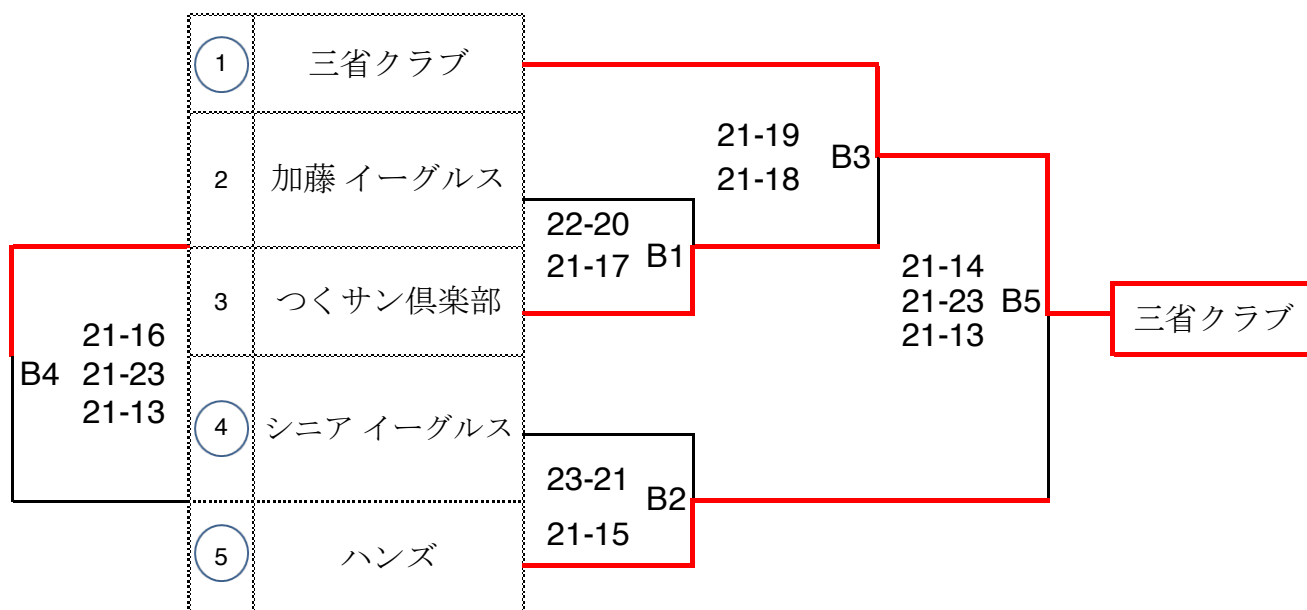 1 三省クラブ
2 加藤 イーグルス
3 つくサン倶楽部
4 シニア イーグルス
5 ハンズ
B4
21-16
21-23
21-13
22-20
21-17
B1
23-21
21-15
B2
21-19
21-18
B3
21-14
21-23
21-13
B5
三省クラブ